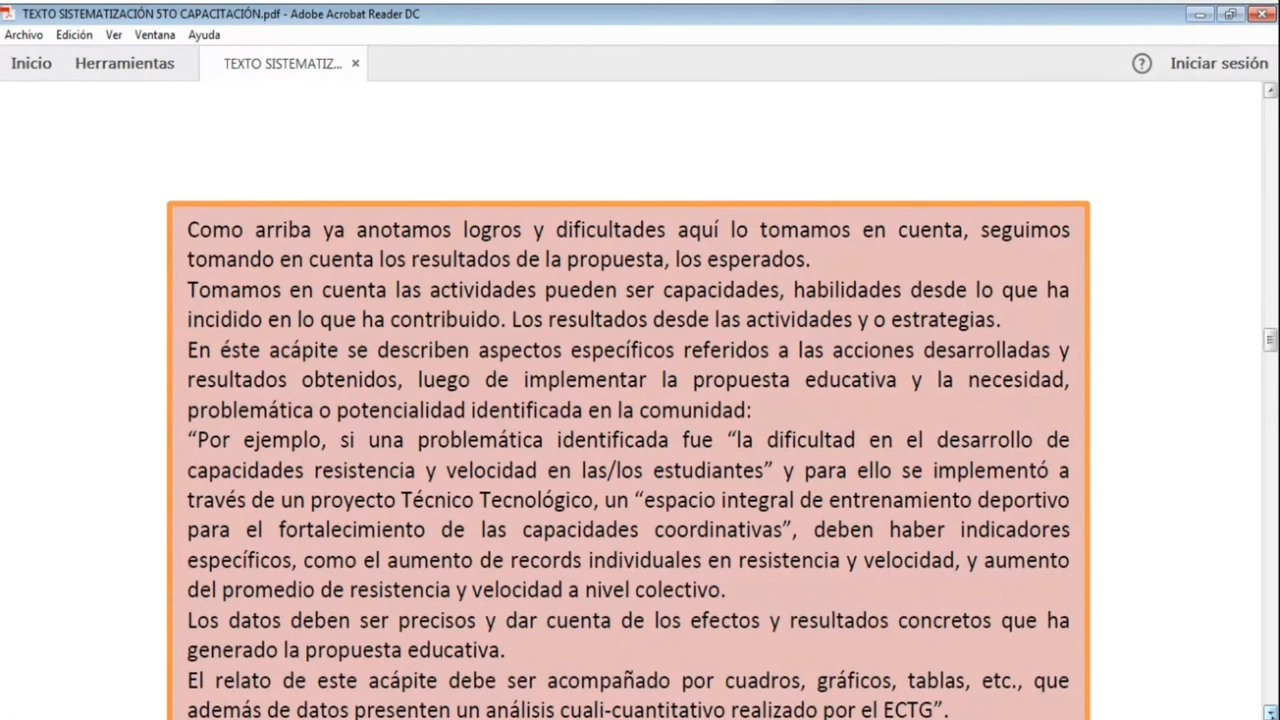 TEXTO SISTEMATIZACIÓN 5TO CAPACITACIÓN.pdf - Adobe Acrobat Reader DC
Archivo Edición Ver Ventana Ayuda
Inicio Herramientas TEXTO SISTEMATIZ... × ? Iniciar sesión
Como arriba ya anotamos logros y dificultades aquí lo tomamos en cuenta, seguimos
tomando en cuenta los resultados de la propuesta, los esperados.
Tomamos en cuenta las actividades pueden ser capacidades, habilidades desde lo que ha
incidido en lo que ha contribuido. Los resultados desde las actividades y o estrategias.
En éste acápite se describen aspectos específicos referidos a las acciones desarrolladas y
resultados obtenidos, luego de implementar la propuesta educativa y la necesidad,
problemática o potencialidad identificada en la comunidad:
“Por ejemplo, si una problemática identificada fue “la dificultad en el desarrollo de
capacidades resistencia y velocidad en las/los estudiantes” y para ello se implementó a
través de un proyecto Técnico Tecnológico, un “espacio integral de entrenamiento deportivo
para el fortalecimiento de las capacidades coordinativas”, deben haber indicadores
específicos, como el aumento de records individuales en resistencia y velocidad, y aumento
del promedio de resistencia y velocidad a nivel colectivo.
Los datos deben ser precisos y dar cuenta de los efectos y resultados concretos que ha
generado la propuesta educativa.
El relato de este acápite debe ser acompañado por cuadros, gráficos, tablas, etc., que
además de datos presenten un análisis cuali-cuantitativo realizado por el ECTG”.